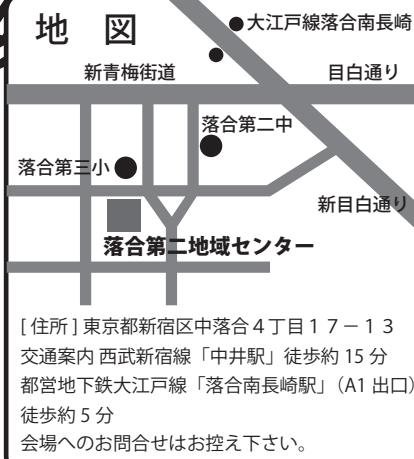 地 図
大江戸線落合南長崎
新青梅街道
目白通り
落合第二中
落合第三小
新目白通り
落合第二地域センター
[ 住所 ] 東京都新宿区中落合４丁目１７－１３
交通案内 西武新宿線「中井駅」徒歩約 15 分
都営地下鉄大江戸線「落合南長崎駅」（A1 出口）
徒歩約 5 分
会場へのお問合せはお控え下さい。